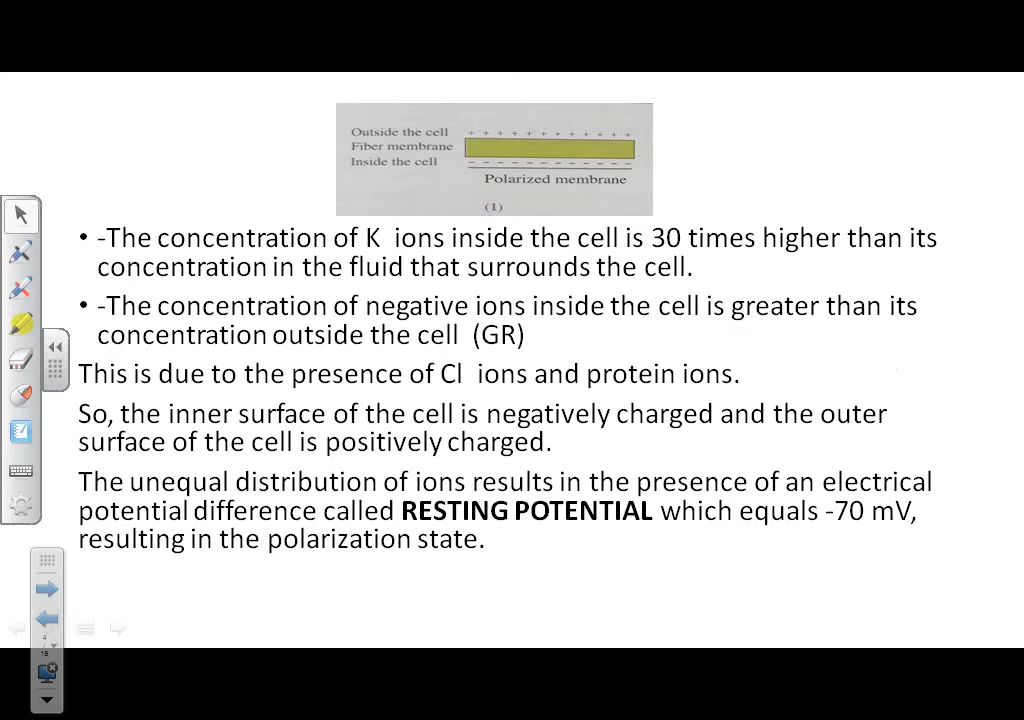 Outside the cell + + + + + + + + + + + +
Fiber membrane
Inside the cell – – – – – – – – – – – –
Polarized membrane
(1)
• -The concentration of K ions inside the cell is 30 times higher than its
concentration in the fluid that surrounds the cell.
• -The concentration of negative ions inside the cell is greater than its
concentration outside the cell (GR)
This is due to the presence of Cl ions and protein ions.
So, the inner surface of the cell is negatively charged and the outer
surface of the cell is positively charged.
The unequal distribution of ions results in the presence of an electrical
potential difference called RESTING POTENTIAL which equals -70 mV,
resulting in the polarization state.
4
/
19